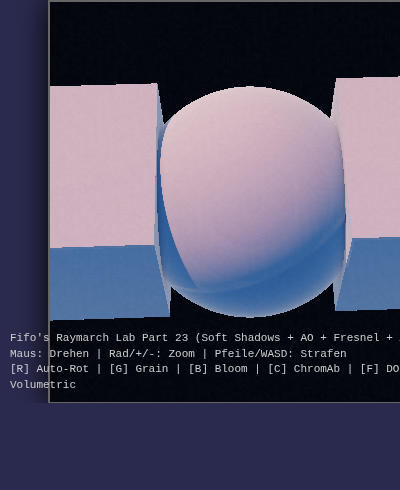 Fifo's Raymarch Lab Part 23 (Soft Shadows + AO + Fresnel +
Maus: Drehen | Rad/+/-: Zoom | Pfeile/WASD: Strafen
[R] Auto-Rot | [G] Grain | [B] Bloom | [C] ChromAb | [F] DO
Volumetric